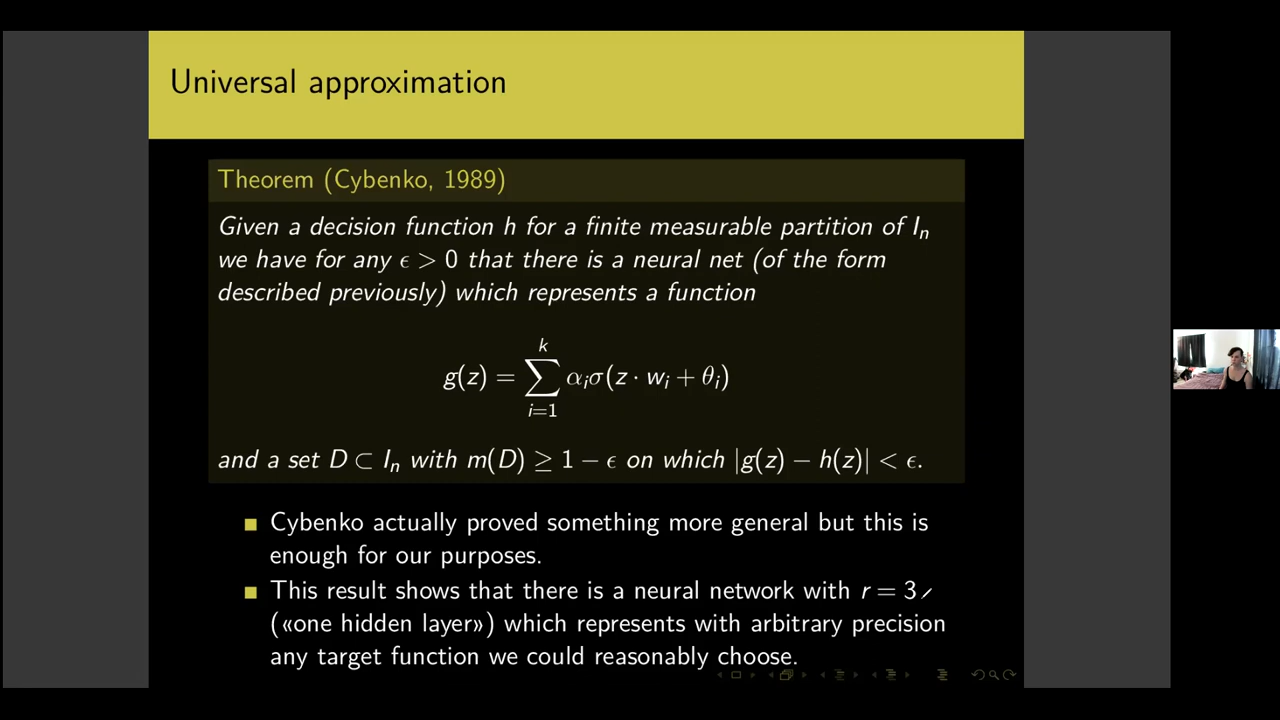 Universal approximation
Theorem (Cybenko, 1989)
Given a decision function h for a finite measurable partition of Iₙ
we have for any ϵ > 0 that there is a neural net (of the form
described previously) which represents a function
g(z) = ∑ᵢ₌₁ᵏ αᵢσ(z · wᵢ + θᵢ)
and a set D ⊂ Iₙ with m(D) ≥ 1 − ϵ on which |g(z) − h(z)| < ϵ.
Cybenko actually proved something more general but this is
enough for our purposes.
This result shows that there is a neural network with r = 3
(«one hidden layer») which represents with arbitrary precision
any target function we could reasonably choose.